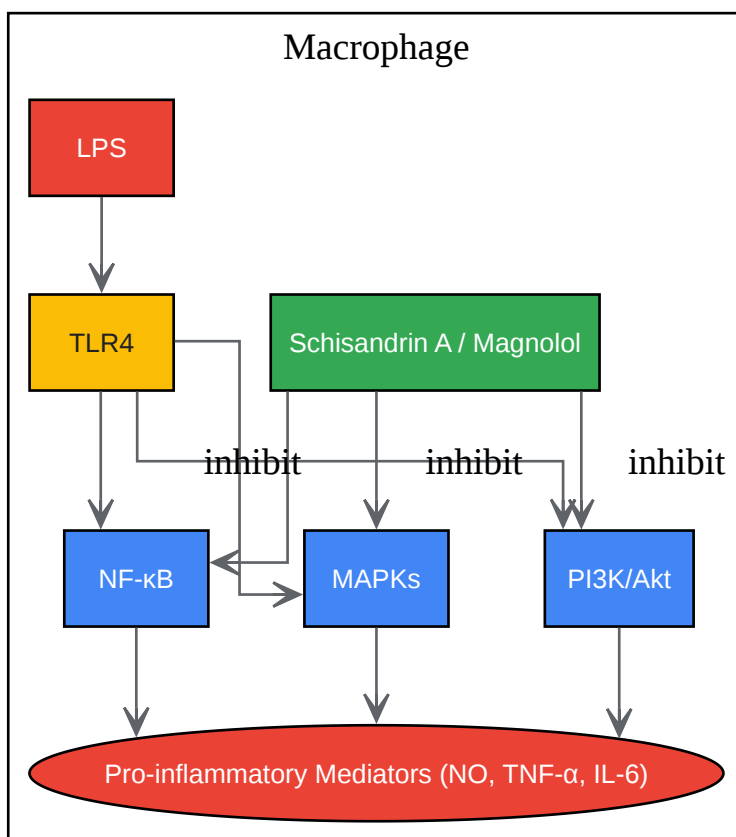 Macrophage
LPS
TLR4
Schisandrin A / Magnolol
inhibit
inhibit
inhibit
NF-κB
MAPKs
PI3K/Akt
Pro-inflammatory Mediators (NO, TNF-α, IL-6)